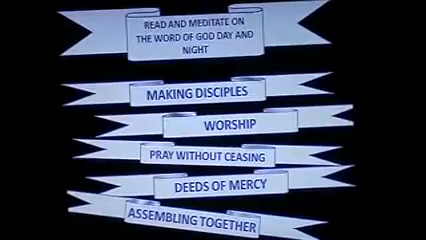 READ AND MEDITATE ON
THE WORD OF GOD DAY AND
NIGHT
MAKING DISCIPLES
WORSHIP
PRAY WITHOUT CEASING
DEEDS OF MERCY
ASSEMBLING TOGETHER